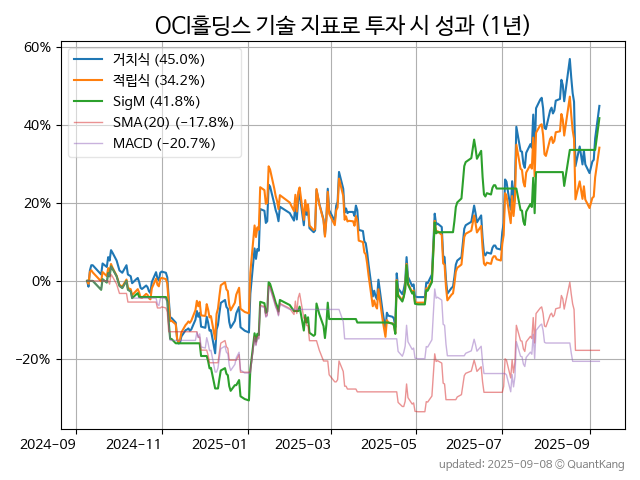 OCI홀딩스 기술 지표로 투자 시 성과 (1년)
60%
40%
20%
0%
−20%
거치식 (45.0%)
적립식 (34.2%)
SigM (41.8%)
SMA(20) (−17.8%)
MACD (−20.7%)
2024-09
2024-11
2025-01
2025-03
2025-05
2025-07
2025-09
updated: 2025-09-08 © QuantKang